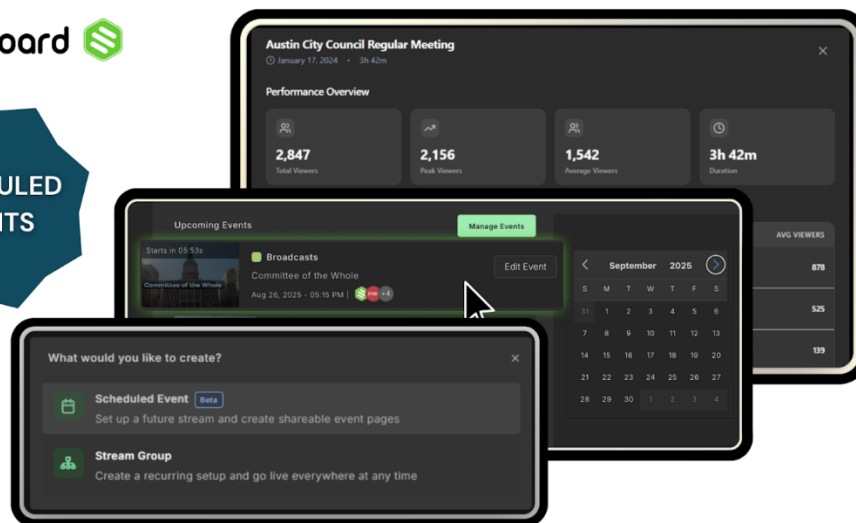 oard
ULED
NTS
Austin City Council Regular Meeting
January 17, 2024 • 3h 42m
Performance Overview
2,847
Total Viewers
2,156
Peak Viewers
1,542
Average Viewers
3h 42m
Duration
AVG VIEWERS
878
525
139
Upcoming Events
Manage Events
Starts in 05:53s
Committee of the Whole
Broadcasts
Committee of the Whole
Aug 26, 2025 - 05:15 PM |
+4
Edit Event
September 2025
S M T W T F S
31 1 2 3 4 5 6
7 8 9 10 11 12 13
14 15 16 17 18 19 20
21 22 23 24 25 26 27
28 29 30 1 2 3 4
What would you like to create?
Scheduled Event Beta
Set up a future stream and create shareable event pages
Stream Group
Create a recurring setup and go live everywhere at any time